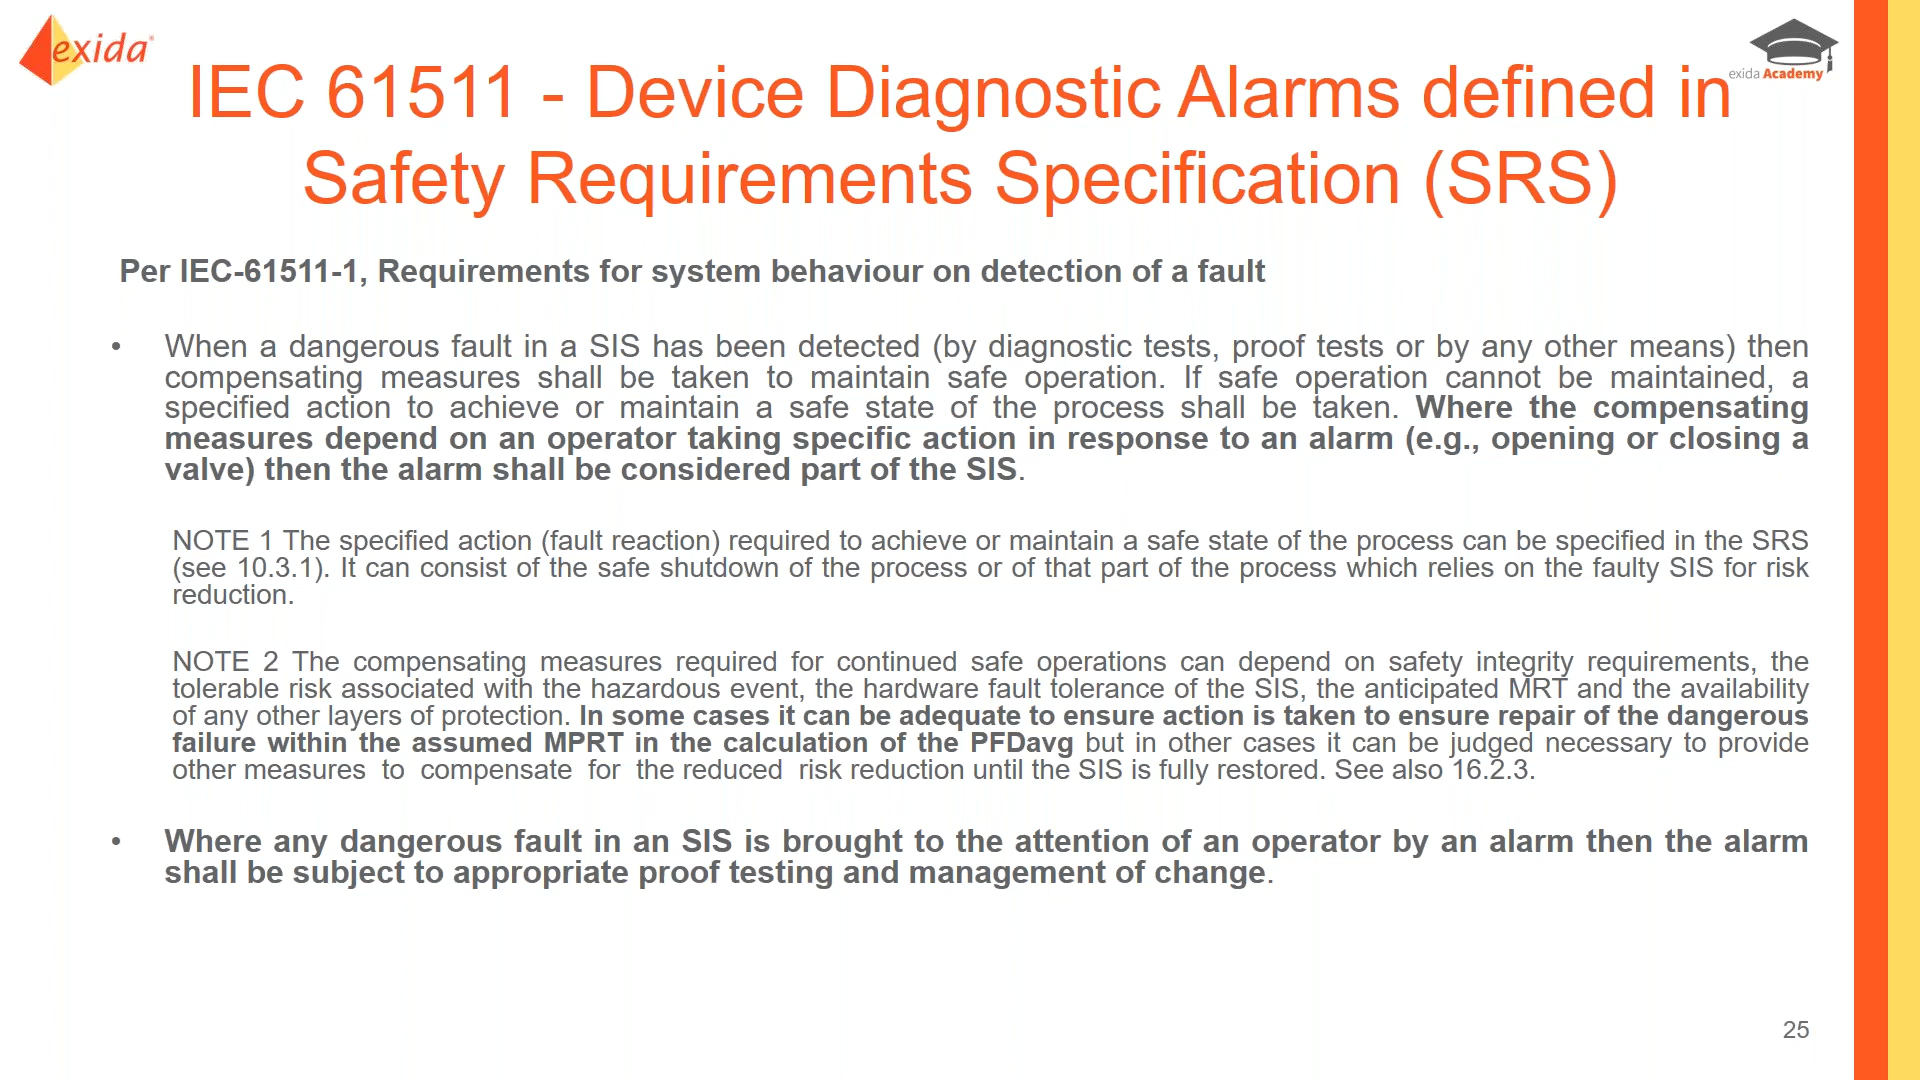 exida
exida Academy
IEC 61511 - Device Diagnostic Alarms defined in
Safety Requirements Specification (SRS)
Per IEC-61511-1, Requirements for system behaviour on detection of a fault
• When a dangerous fault in a SIS has been detected (by diagnostic tests, proof tests or by any other means) then
compensating measures shall be taken to maintain safe operation. If safe operation cannot be maintained, a
specified action to achieve or maintain a safe state of the process shall be taken. Where the compensating
measures depend on an operator taking specific action in response to an alarm (e.g., opening or closing a
valve) then the alarm shall be considered part of the SIS.
NOTE 1 The specified action (fault reaction) required to achieve or maintain a safe state of the process can be specified in the SRS
(see 10.3.1). It can consist of the safe shutdown of the process or of that part of the process which relies on the faulty SIS for risk
reduction.
NOTE 2 The compensating measures required for continued safe operations can depend on safety integrity requirements, the
tolerable risk associated with the hazardous event, the hardware fault tolerance of the SIS, the anticipated MRT and the availability
of any other layers of protection. In some cases it can be adequate to ensure action is taken to ensure repair of the dangerous
failure within the assumed MPRT in the calculation of the PFDavg but in other cases it can be judged necessary to provide
other measures to compensate for the reduced risk reduction until the SIS is fully restored. See also 16.2.3.
• Where any dangerous fault in an SIS is brought to the attention of an operator by an alarm then the alarm
shall be subject to appropriate proof testing and management of change.
25